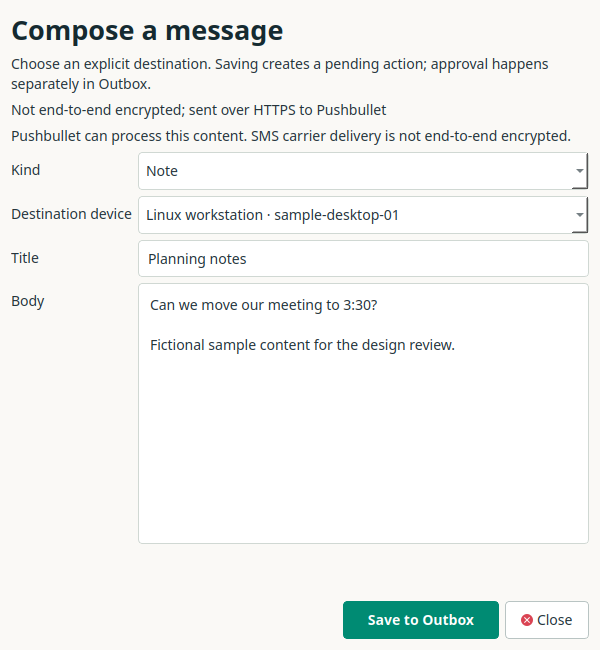 Compose a message
Choose an explicit destination. Saving creates a pending action; approval happens
separately in Outbox.
Not end-to-end encrypted; sent over HTTPS to Pushbullet
Pushbullet can process this content. SMS carrier delivery is not end-to-end encrypted.
Kind Note
Destination device Linux workstation · sample-desktop-01
Title Planning notes
Body Can we move our meeting to 3:30?
Fictional sample content for the design review.
Save to Outbox Close